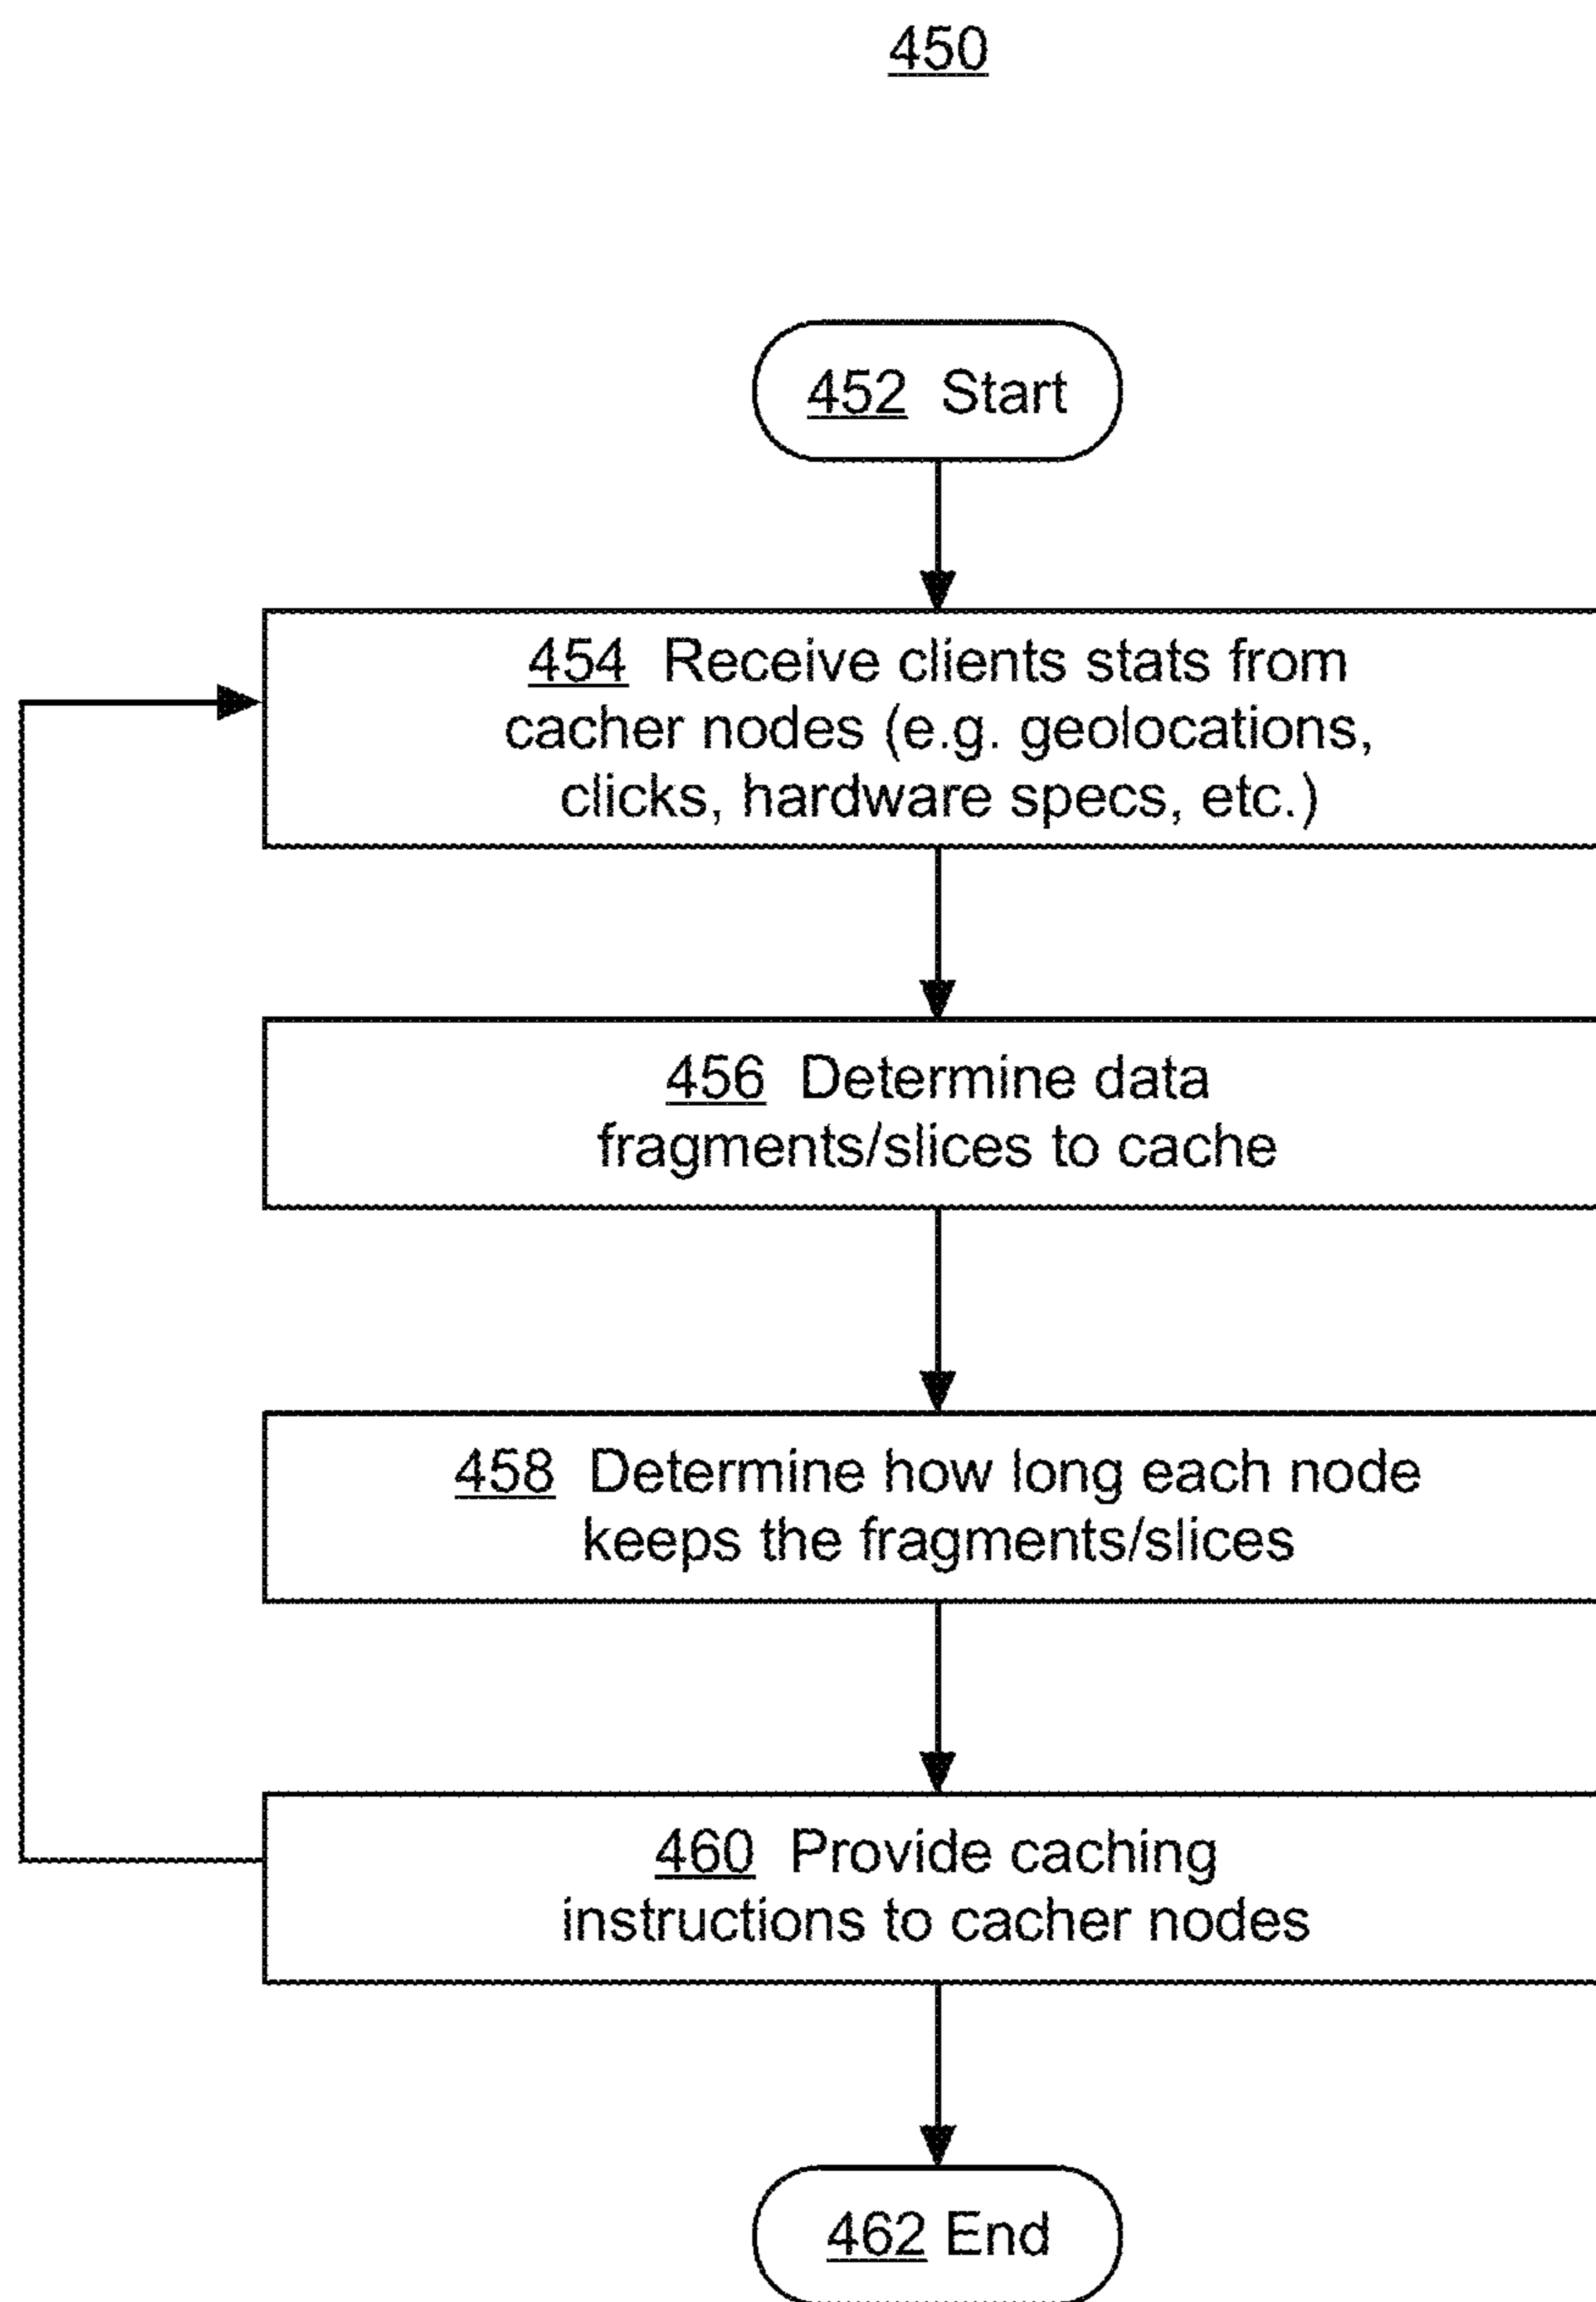 450
452 Start
454 Receive clients stats from
cacher nodes (e.g. geolocations,
clicks, hardware specs, etc.)
456 Determine data
fragments/slices to cache
458 Determine how long each node
keeps the fragments/slices
460 Provide caching
instructions to cacher nodes
462 End